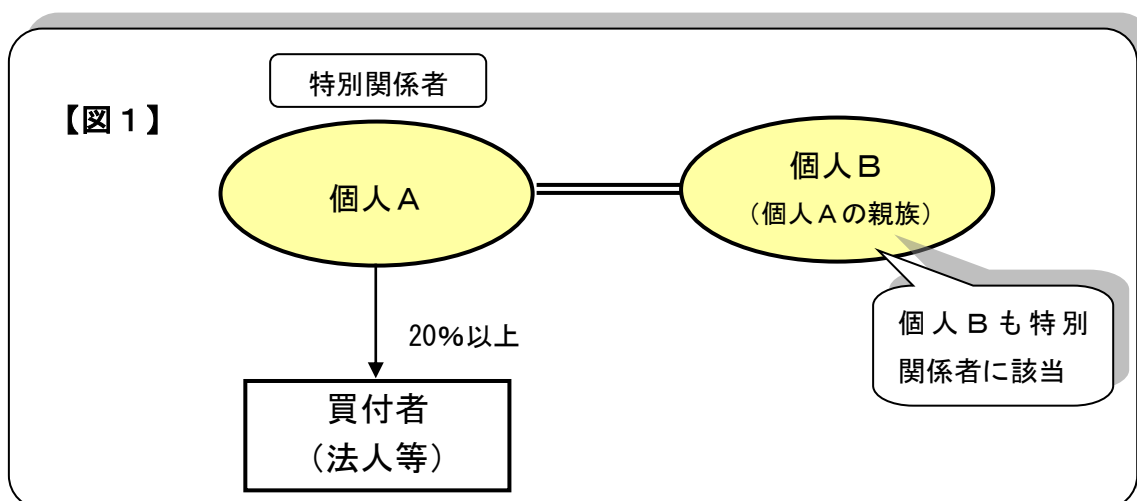 特別関係者
【図１】
個人Ａ
個人Ｂ
（個人Ａの親族）
20％以上
個人Ｂも特別
関係者に該当
買付者
（法人等）